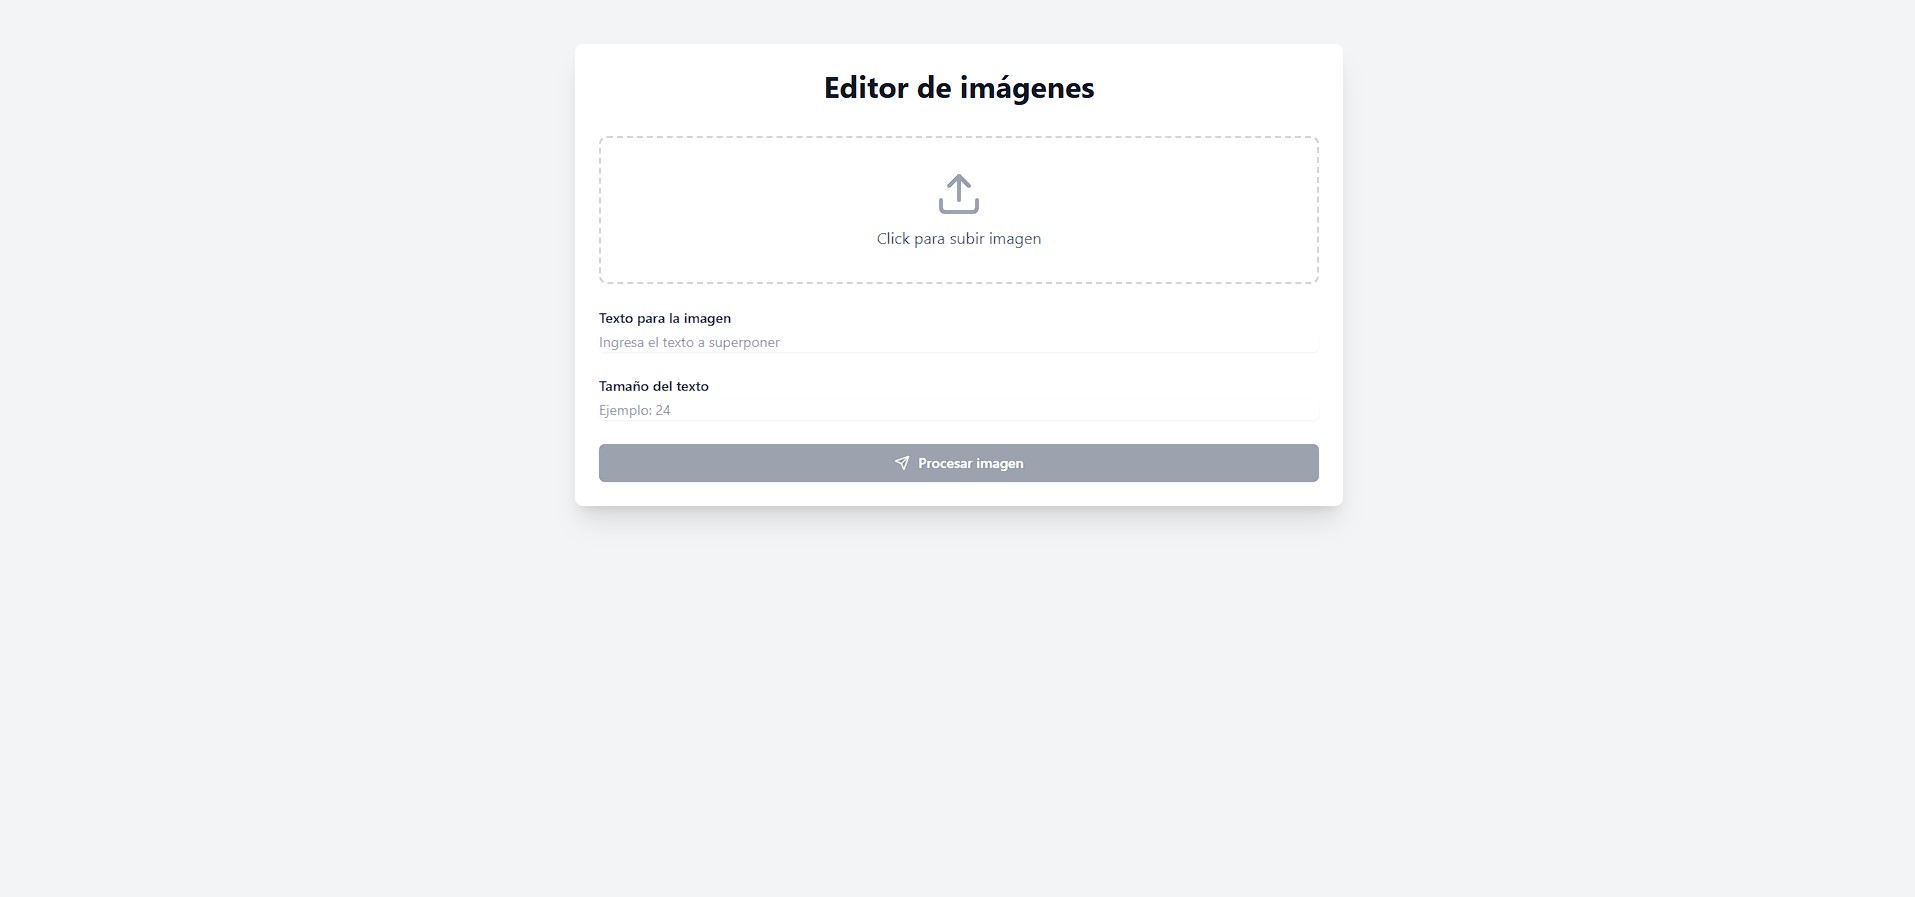 Editor de imágenes
Click para subir imagen
Texto para la imagen
Ingresa el texto a superponer
Tamaño del texto
Ejemplo: 24
Procesar imagen